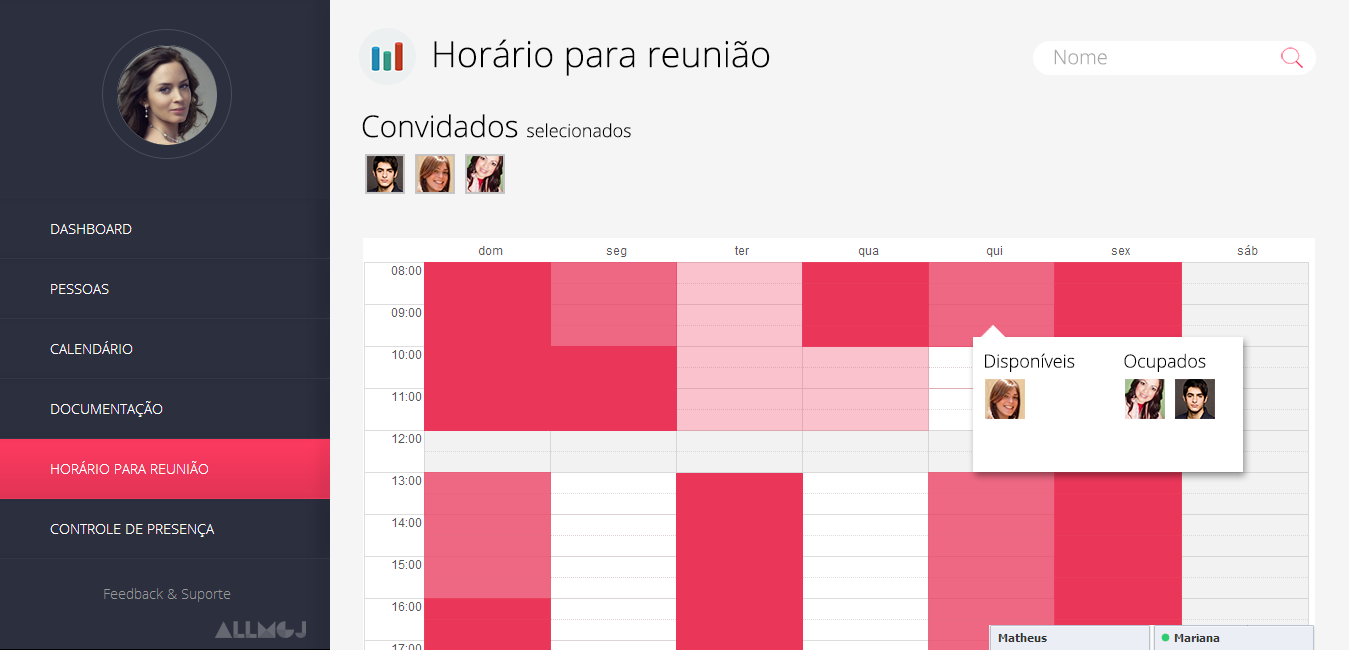 Horário para reunião
Nome
Convidados selecionados
DASHBOARD
PESSOAS
CALENDÁRIO
DOCUMENTAÇÃO
HORÁRIO PARA REUNIÃO
CONTROLE DE PRESENÇA
Feedback & Suporte
ALLMGJ
dom seg ter qua qui sex sáb
08:00
09:00
10:00
11:00
12:00
13:00
14:00
15:00
16:00
17:00
Disponíveis Ocupados
Matheus Mariana